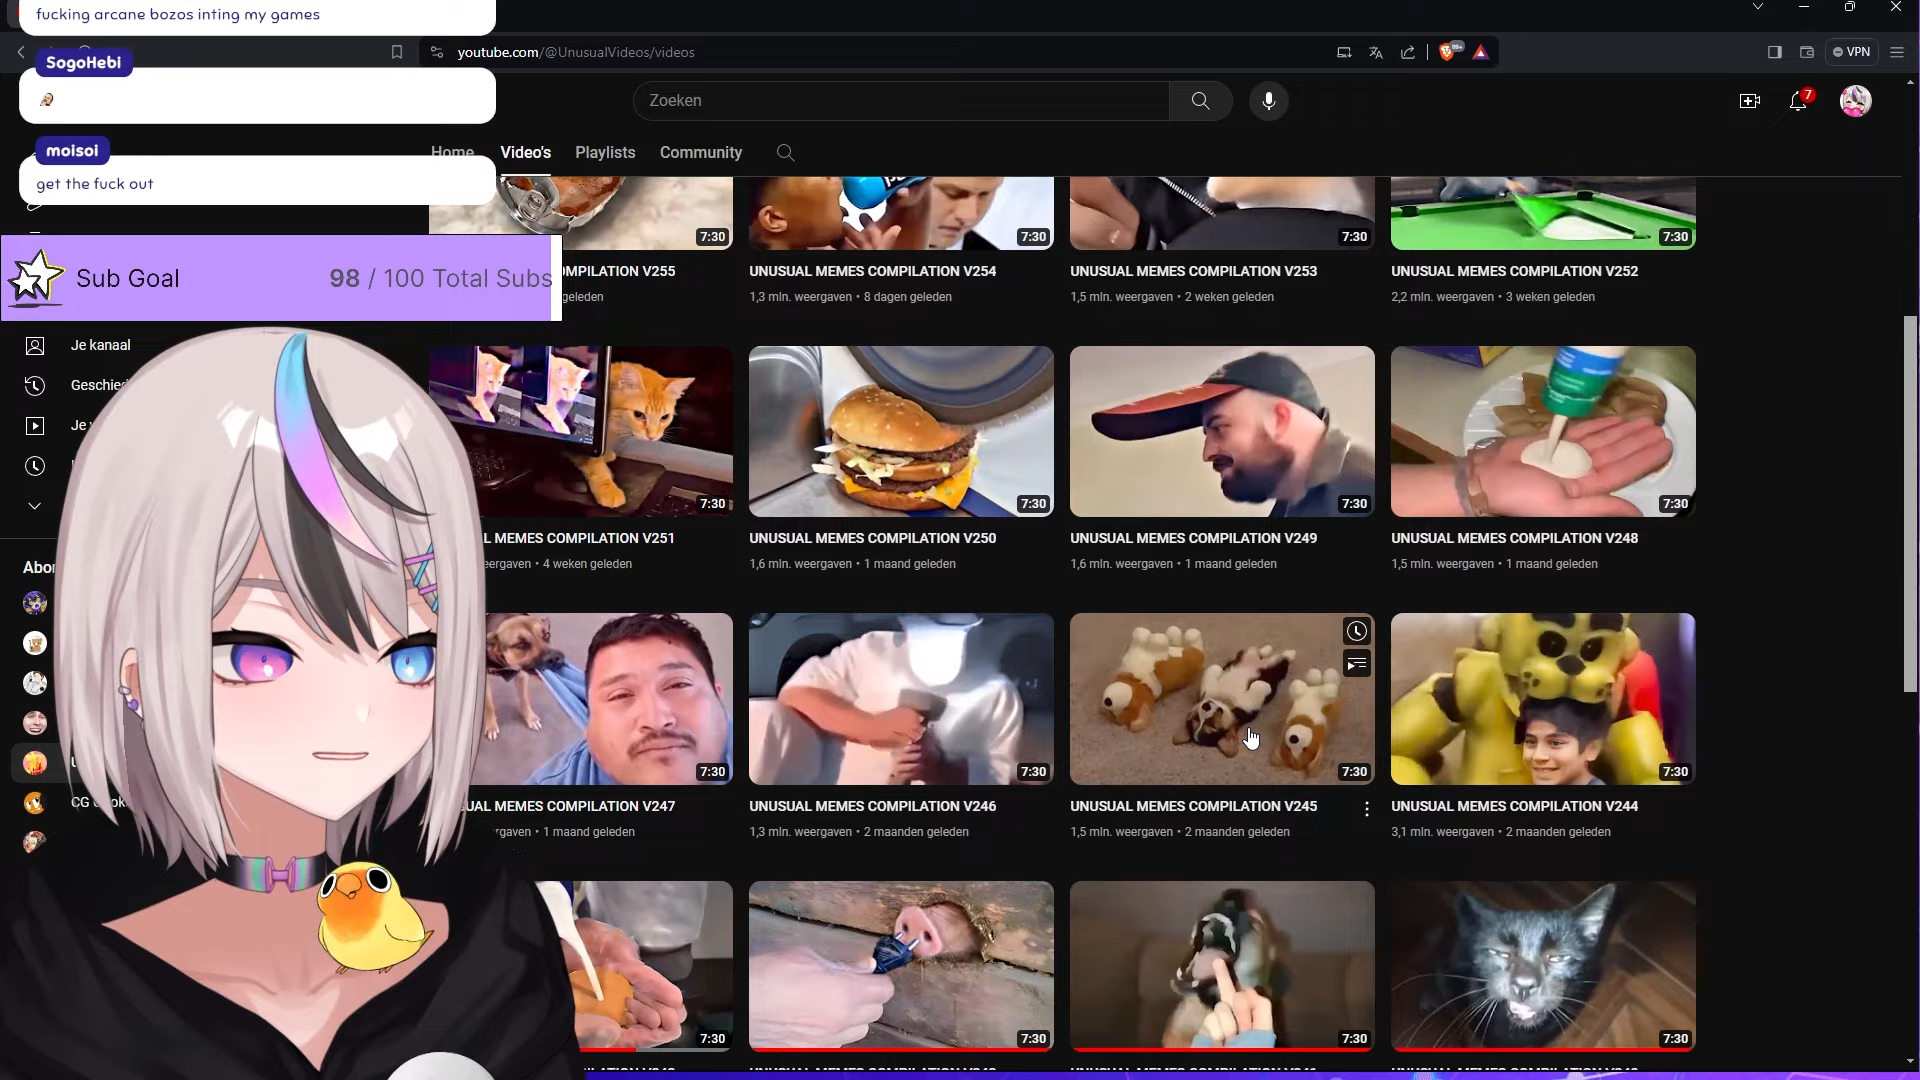 fucking arcane bozos inting my games
SogoHebi
moisoi
get the fuck out
Sub Goal 98 / 100 Total Subs
youtube.com/@UnusualVideos/videos
99+
VPN
Zoeken
7
Home Video's Playlists Community
7:30 7:30 7:30 7:30
MPILATION V255
geleden
UNUSUAL MEMES COMPILATION V254
1,3 mln. weergaven • 8 dagen geleden
UNUSUAL MEMES COMPILATION V253
1,5 mln. weergaven • 2 weken geleden
UNUSUAL MEMES COMPILATION V252
2,2 mln. weergaven • 3 weken geleden
Je kanaal
Geschied
Je
Abon
CG
7:30 7:30 7:30 7:30
L MEMES COMPILATION V251
ergaven • 4 weken geleden
UNUSUAL MEMES COMPILATION V250
1,6 mln. weergaven • 1 maand geleden
UNUSUAL MEMES COMPILATION V249
1,6 mln. weergaven • 1 maand geleden
UNUSUAL MEMES COMPILATION V248
1,5 mln. weergaven • 1 maand geleden
7:30 7:30 7:30 7:30
UAL MEMES COMPILATION V247
rgaven • 1 maand geleden
UNUSUAL MEMES COMPILATION V246
1,3 mln. weergaven • 2 maanden geleden
UNUSUAL MEMES COMPILATION V245
1,5 mln. weergaven • 2 maanden geleden
UNUSUAL MEMES COMPILATION V244
3,1 mln. weergaven • 2 maanden geleden
7:30 7:30 7:30 7:30